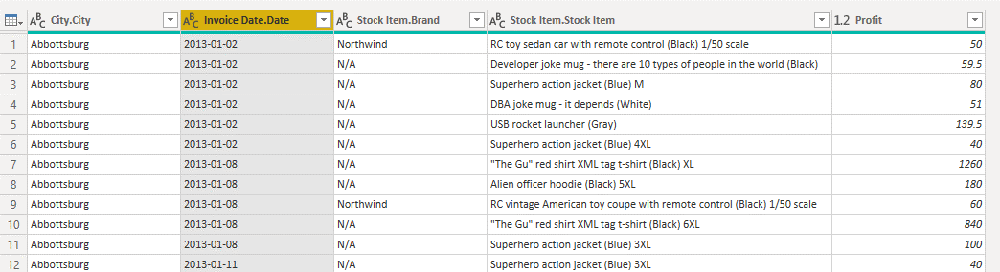 ABC City.City ABC Invoice Date.Date ABC Stock Item.Brand ABC Stock Item.Stock Item 1.2 Profit
1 Abbottsburg 2013-01-02 Northwind RC toy sedan car with remote control (Black) 1/50 scale 50
2 Abbottsburg 2013-01-02 N/A Developer joke mug - there are 10 types of people in the world (Black) 59.5
3 Abbottsburg 2013-01-02 N/A Superhero action jacket (Blue) M 80
4 Abbottsburg 2013-01-02 N/A DBA joke mug - it depends (White) 51
5 Abbottsburg 2013-01-02 N/A USB rocket launcher (Gray) 139.5
6 Abbottsburg 2013-01-02 N/A Superhero action jacket (Blue) 4XL 40
7 Abbottsburg 2013-01-08 N/A "The Gu" red shirt XML tag t-shirt (Black) XL 1260
8 Abbottsburg 2013-01-08 N/A Alien officer hoodie (Black) 5XL 180
9 Abbottsburg 2013-01-08 Northwind RC vintage American toy coupe with remote control (Black) 1/50 scale 60
10 Abbottsburg 2013-01-08 N/A "The Gu" red shirt XML tag t-shirt (Black) 6XL 840
11 Abbottsburg 2013-01-08 N/A Superhero action jacket (Blue) 3XL 100
12 Abbottsburg 2013-01-11 N/A Superhero action jacket (Blue) 3XL 40